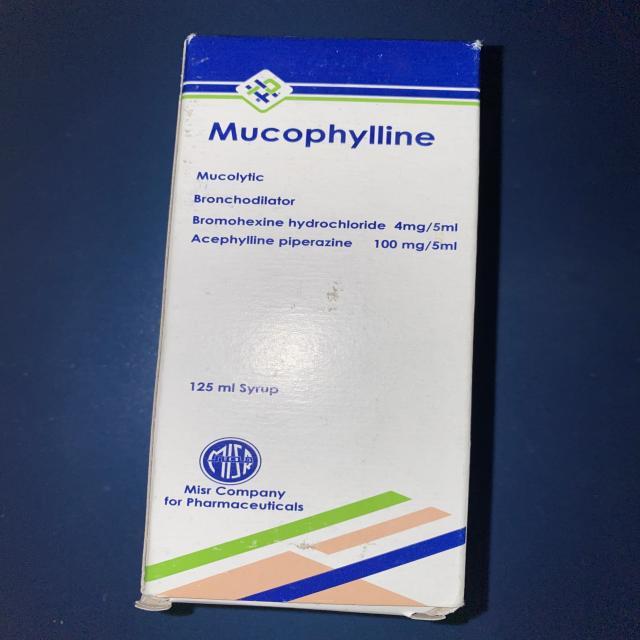 Mucophylline
Mucolytic
Bronchodilator
Bromohexine hydrochloride 4mg/5ml
Acephylline piperazine 100 mg/5ml
125 ml Syrup
MISR
Misr Company
for Pharmaceuticals